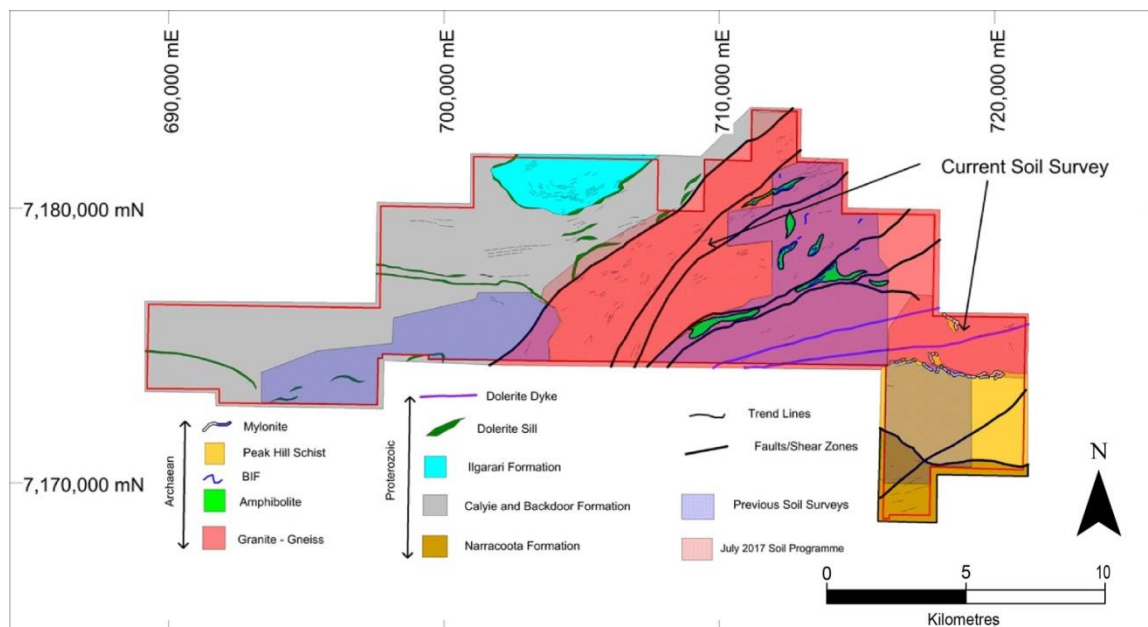 690,000 mE
700,000 mE
710,000 mE
720,000 mE
7,180,000 mN
Current Soil Survey
7,170,000 mN
Archaean
Mylonite
Peak Hill Schist
BIF
Amphibolite
Granite - Gneiss
Proterozoic
Dolerite Dyke
Dolerite Sill
Ilgarari Formation
Calyie and Backdoor Formation
Narracoota Formation
Trend Lines
Faults/Shear Zones
Previous Soil Surveys
July 2017 Soil Programme
N
0 5 10
Kilometres